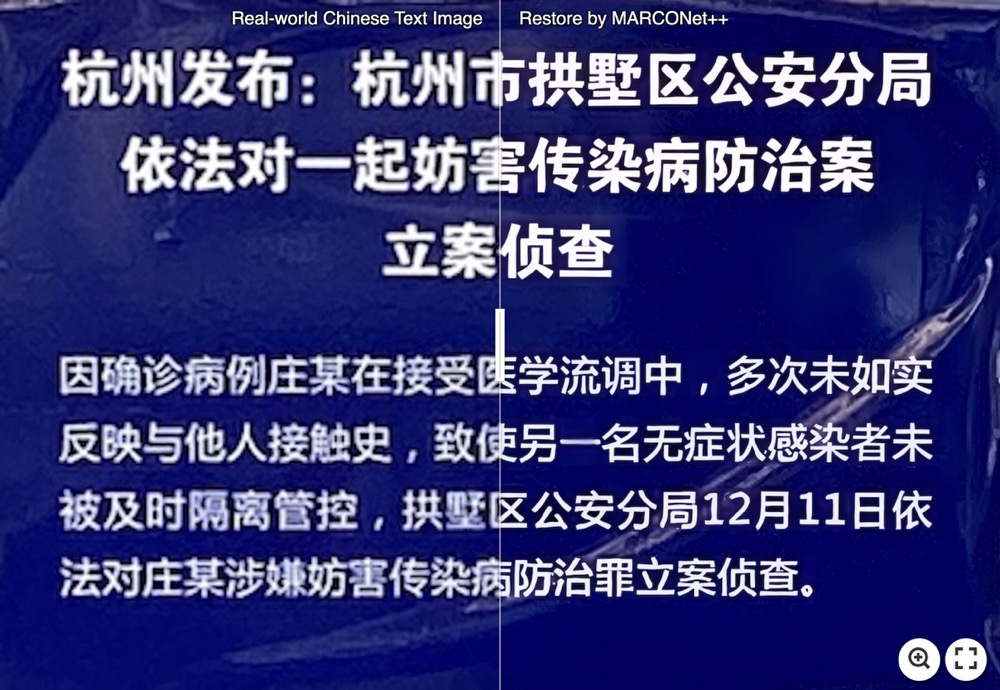 Real-world Chinese Text Image
Restore by MARCONet++
杭州发布：杭州市拱墅区公安分局
依法对一起妨害传染病防治案
立案侦查
因确诊病例庄某在接受医学流调中，多次未如实
反映与他人接触史，致使另一名无症状感染者未
被及时隔离管控，拱墅区公安分局12月11日依
法对庄某涉嫌妨害传染病防治罪立案侦查。